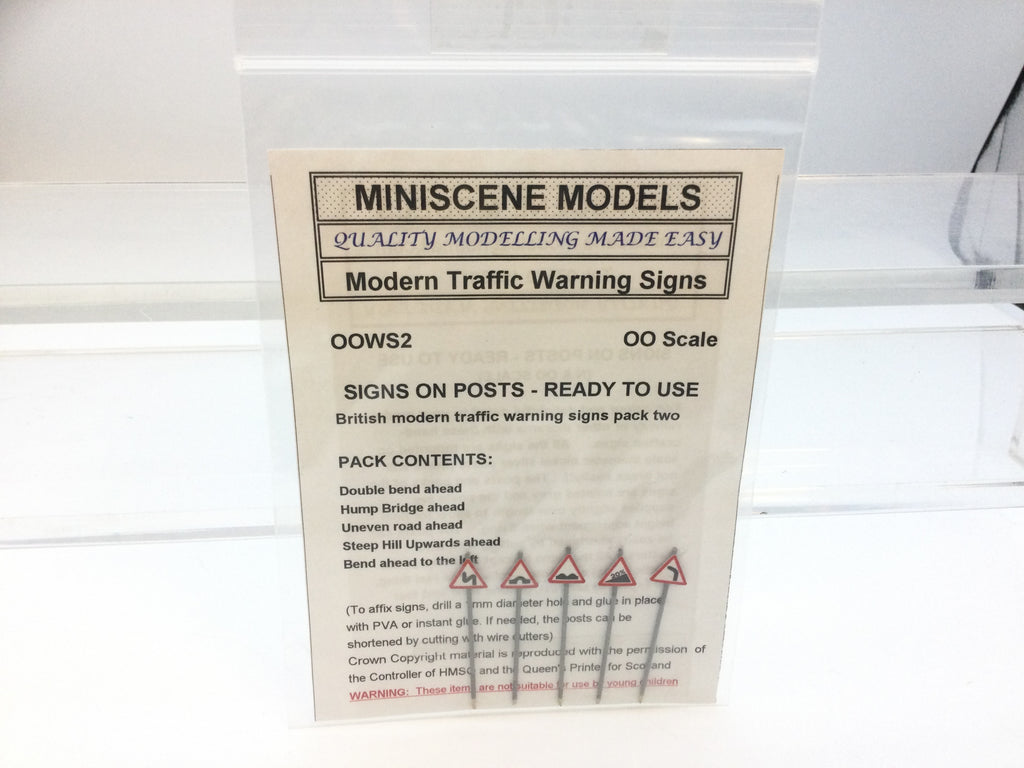 MINISCENE MODELS
QUALITY MODELLING MADE EASY
Modern Traffic Warning Signs
OOWS2 OO Scale
SIGNS ON POSTS - READY TO USE
British modern traffic warning signs pack two
PACK CONTENTS:
Double bend ahead
Hump Bridge ahead
Uneven road ahead
Steep Hill Upwards ahead
Bend ahead to the left
20%
(To affix signs, drill a 1mm diameter hole and glue in place
with PVA or instant glue. If needed, the posts can be
shortened by cutting with wire cutters)
Crown Copyright material is reproduced with the permission of
the Controller of HMSO and the Queen's Printer for Scotland
WARNING: These items are not suitable for use by young children